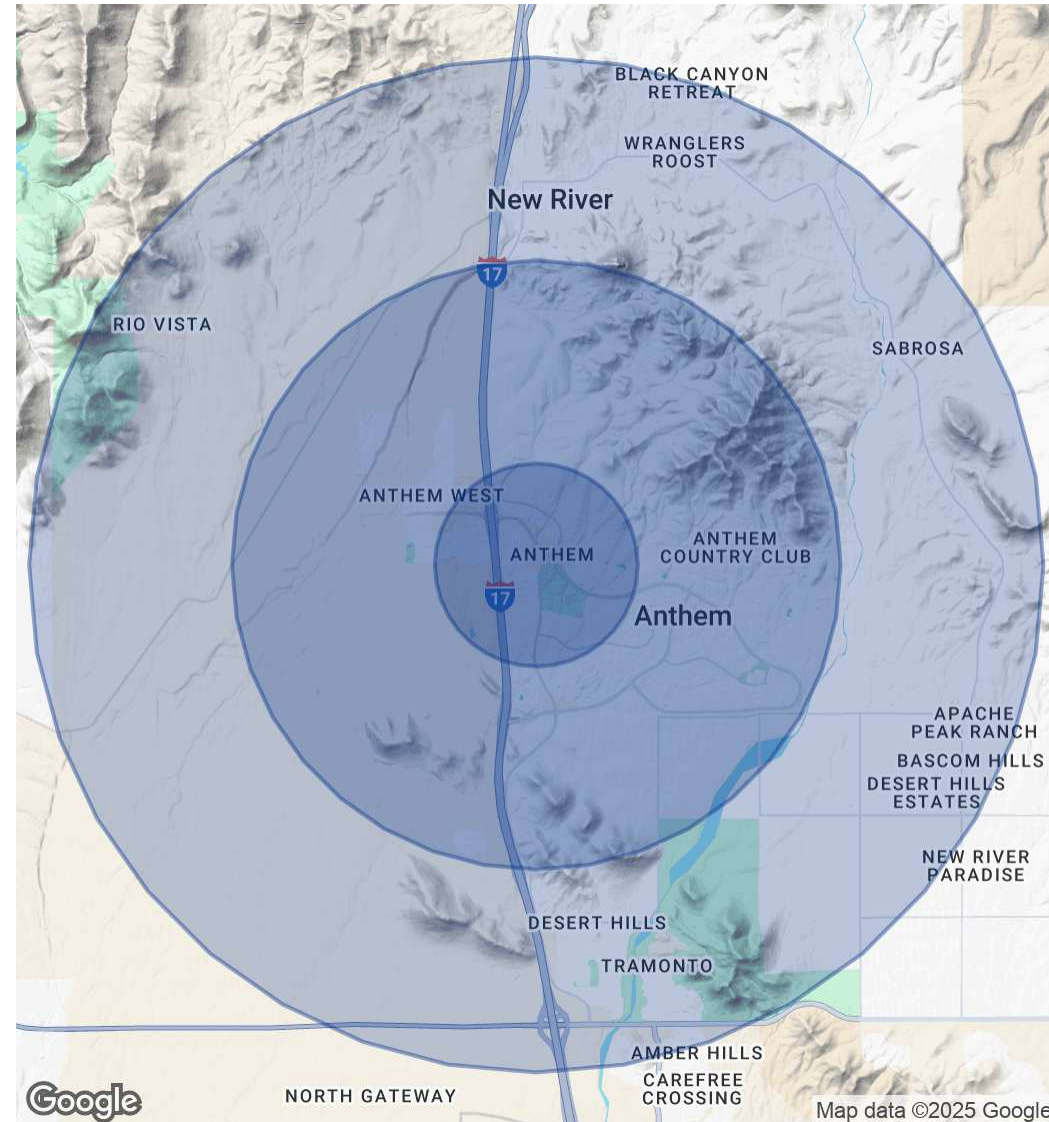 BLACK CANYON
RETREAT
WRANGLERS
ROOST
New River
17
RIO VISTA
SABROSA
ANTHEM WEST
ANTHEM
ANTHEM
COUNTRY CLUB
17
Anthem
APACHE
PEAK RANCH
BASCOM HILLS
DESERT HILLS
ESTATES
NEW RIVER
PARADISE
DESERT HILLS
TRAMONTO
AMBER HILLS
CAREFREE
CROSSING
NORTH GATEWAY
Google
Map data ©2025 Google